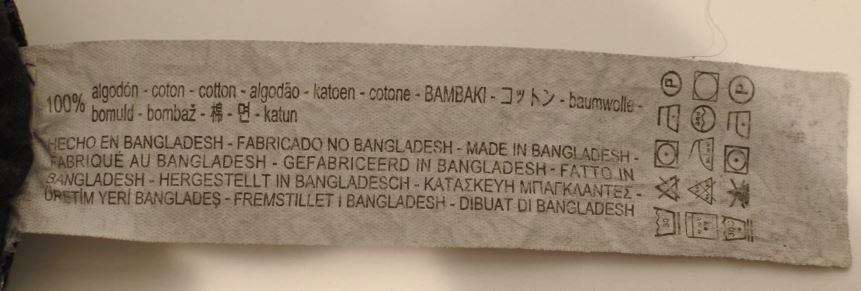 100% algodón - coton - cotton - algodão - katoen - cotone - BAMBAKI - コットン - baumwolle -
bomuld - bombaž - 棉 - 면 - katun
HECHO EN BANGLADESH - FABRICADO NO BANGLADESH - MADE IN BANGLADESH -
FABRIQUÉ AU BANGLADESH - GEFABRICEERD IN BANGLADESH - FATTO IN
BANGLADESH - HERGESTELLT IN BANGLADESCH - ΚΑΤΑΣΚΕΥΗ ΜΠΑΓΚΛΑΝΤΕΣ -
ÜRETİM YERİ BANGLADEŞ - FREMSTILLET I BANGLADESH - DIBUAT DI BANGLADESH
P P